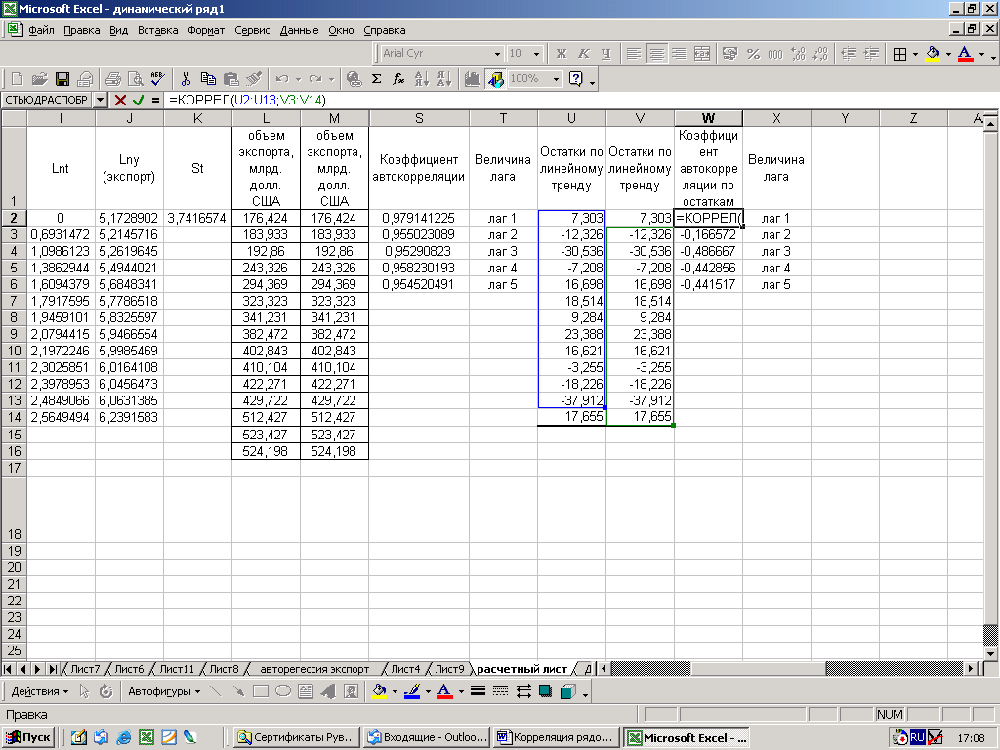 Microsoft Excel - динамический ряд1
Файл Правка Вид Вставка Формат Сервис Данные Окно Справка
Arial Cyr 10 Ж К Ч % 000
100%
СТЬЮДРАСПОБР =КОРРЕЛ(U2:U13;V3:V14)
I J K L M S T U V W X Y Z A
1 Lnt Lny (экспорт) St объем экспорта, млрд. долл. США объем экспорта, млрд. долл. США Коэффициент автокорреляции Величина лага Остатки по линейному тренду Остатки по линейному тренду Коэффици ент автокорре ляции по остаткам Величина лага
2 0 5,1728902 3,7416574 176,424 176,424 0,979141225 лаг 1 7,303 7,303 =КОРРЕЛ( лаг 1
3 0,6931472 5,2145716 183,933 183,933 0,955023089 лаг 2 -12,326 -12,326 -0,166572 лаг 2
4 1,0986123 5,2619645 192,86 192,86 0,95290823 лаг 3 -30,536 -30,536 -0,486667 лаг 3
5 1,3862944 5,4944021 243,326 243,326 0,958230193 лаг 4 -7,208 -7,208 -0,442856 лаг 4
6 1,6094379 5,6848341 294,369 294,369 0,954520491 лаг 5 16,698 16,698 -0,441517 лаг 5
7 1,7917595 5,7786518 323,323 323,323 18,514 18,514
8 1,9459101 5,8325597 341,231 341,231 9,284 9,284
9 2,0794415 5,9466554 382,472 382,472 23,388 23,388
10 2,1972246 5,9985469 402,843 402,843 16,621 16,621
11 2,3025851 6,0164108 410,104 410,104 -3,255 -3,255
12 2,3978953 6,0456473 422,271 422,271 -18,226 -18,226
13 2,4849066 6,0631385 429,722 429,722 -37,912 -37,912
14 2,5649494 6,2391583 512,427 512,427 17,655 17,655
15 523,427 523,427
16 524,198 524,198
17
18
19
20
21
22
23
24
25
Лист7 Лист6 Лист11 Лист8 авторегессия экспорт Лист4 Лист9 расчетный лист Д
Действия Автофигуры
Правка NUM
Пуск Сертификаты Рув... Входящие - Outloo... Корреляция рядо... Microsoft Excel - ... RU 17:08